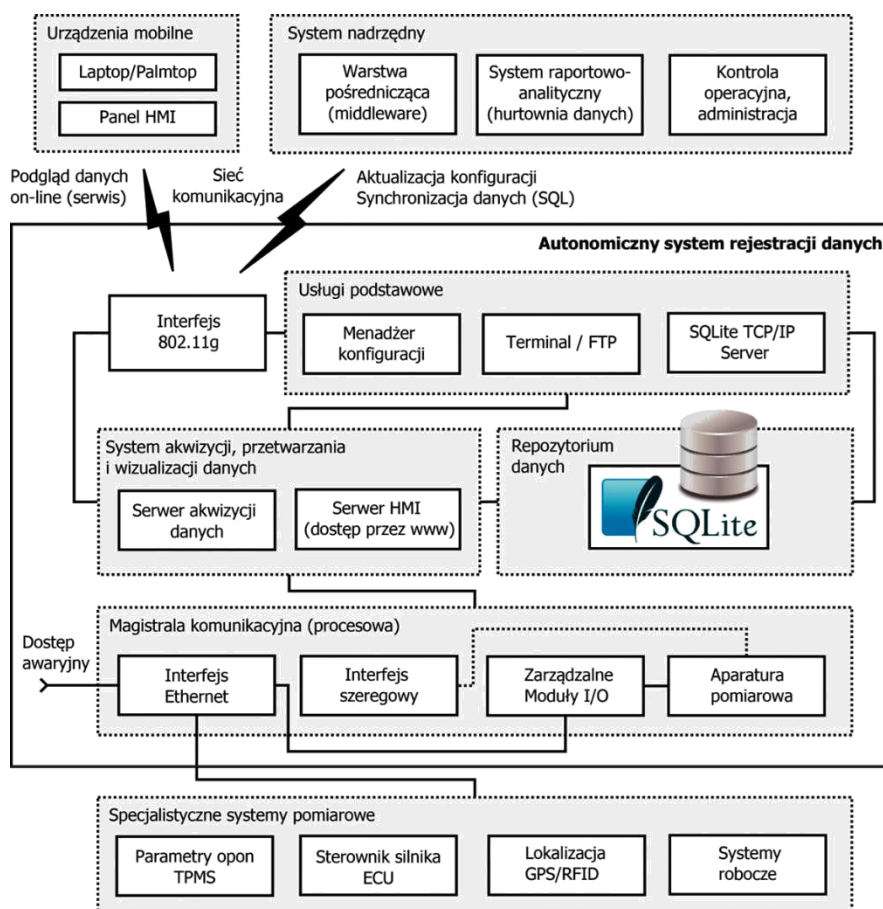 Urządzenia mobilne
Laptop/Palmtop
Panel HMI
System nadrzędny
Warstwa
pośrednicząca
(middleware)
System raportowo-
analityczny
(hurtownia danych)
Kontrola
operacyjna,
administracja
Podgląd danych
on-line (serwis)
Sieć
komunikacyjna
Aktualizacja konfiguracji
Synchronizacja danych (SQL)
Autonomiczny system rejestracji danych
Interfejs
802.11g
Usługi podstawowe
Menadżer
konfiguracji
Terminal / FTP
SQLite TCP/IP
Server
System akwizycji, przetwarzania
i wizualizacji danych
Serwer akwizycji
danych
Serwer HMI
(dostęp przez www)
Repozytorium
danych
SQLite
Magistrala komunikacyjna (procesowa)
Dostęp
awaryjny
Interfejs
Ethernet
Interfejs
szeregowy
Zarządzalne
Moduły I/O
Aparatura
pomiarowa
Specjalistyczne systemy pomiarowe
Parametry opon
TPMS
Sterownik silnika
ECU
Lokalizacja
GPS/RFID
Systemy
robocze